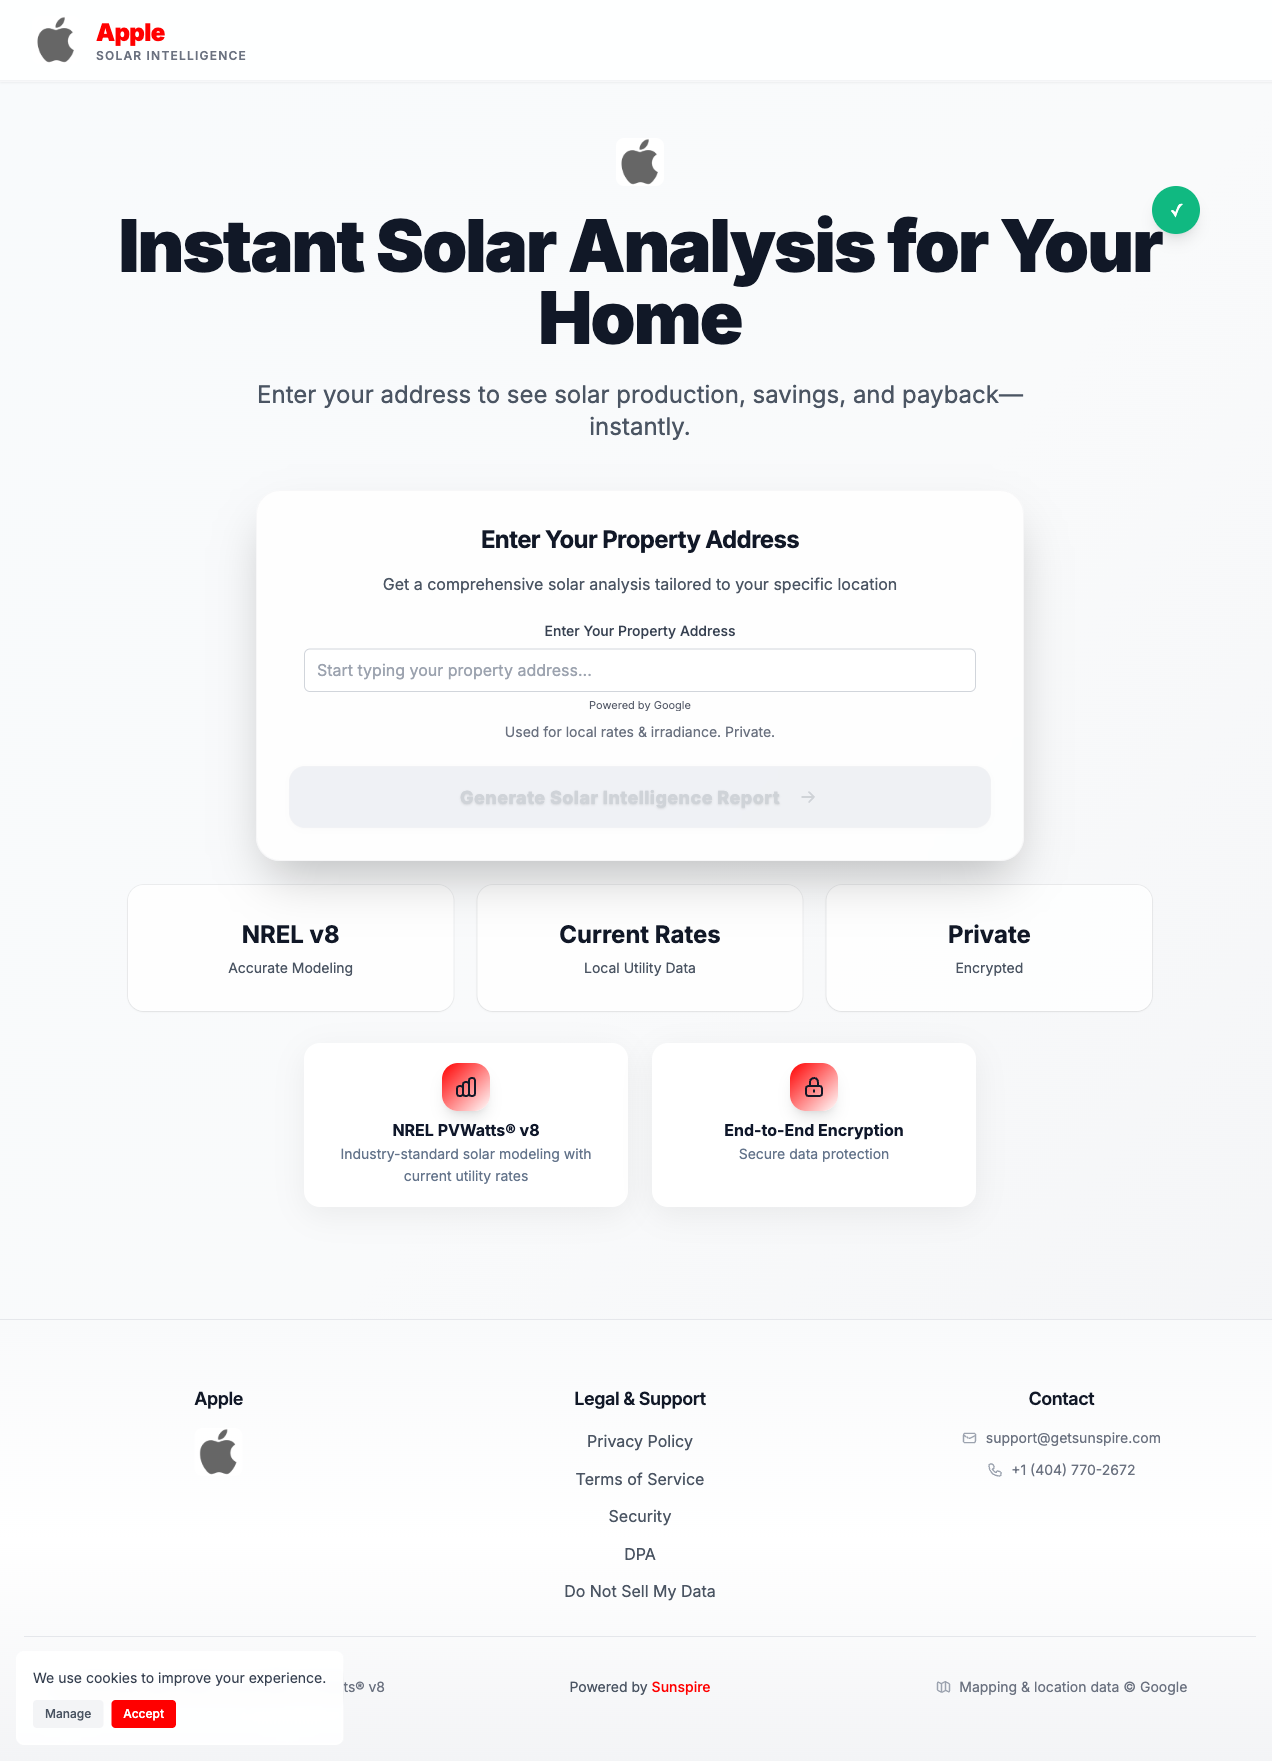 Apple
SOLAR INTELLIGENCE
Instant Solar Analysis for Your
Home
Enter your address to see solar production, savings, and payback—
instantly.
Enter Your Property Address
Get a comprehensive solar analysis tailored to your specific location
Enter Your Property Address
Start typing your property address...
Powered by Google
Used for local rates & irradiance. Private.
Generate Solar Intelligence Report
NREL v8
Accurate Modeling
Current Rates
Local Utility Data
Private
Encrypted
NREL PVWatts® v8
Industry-standard solar modeling with
current utility rates
End-to-End Encryption
Secure data protection
Apple
Legal & Support
Privacy Policy
Terms of Service
Security
DPA
Do Not Sell My Data
Contact
support@getsunspire.com
+1 (404) 770-2672
We use cookies to improve your experience.
Manage
Accept
ts® v8
Powered by Sunspire
Mapping & location data © Google